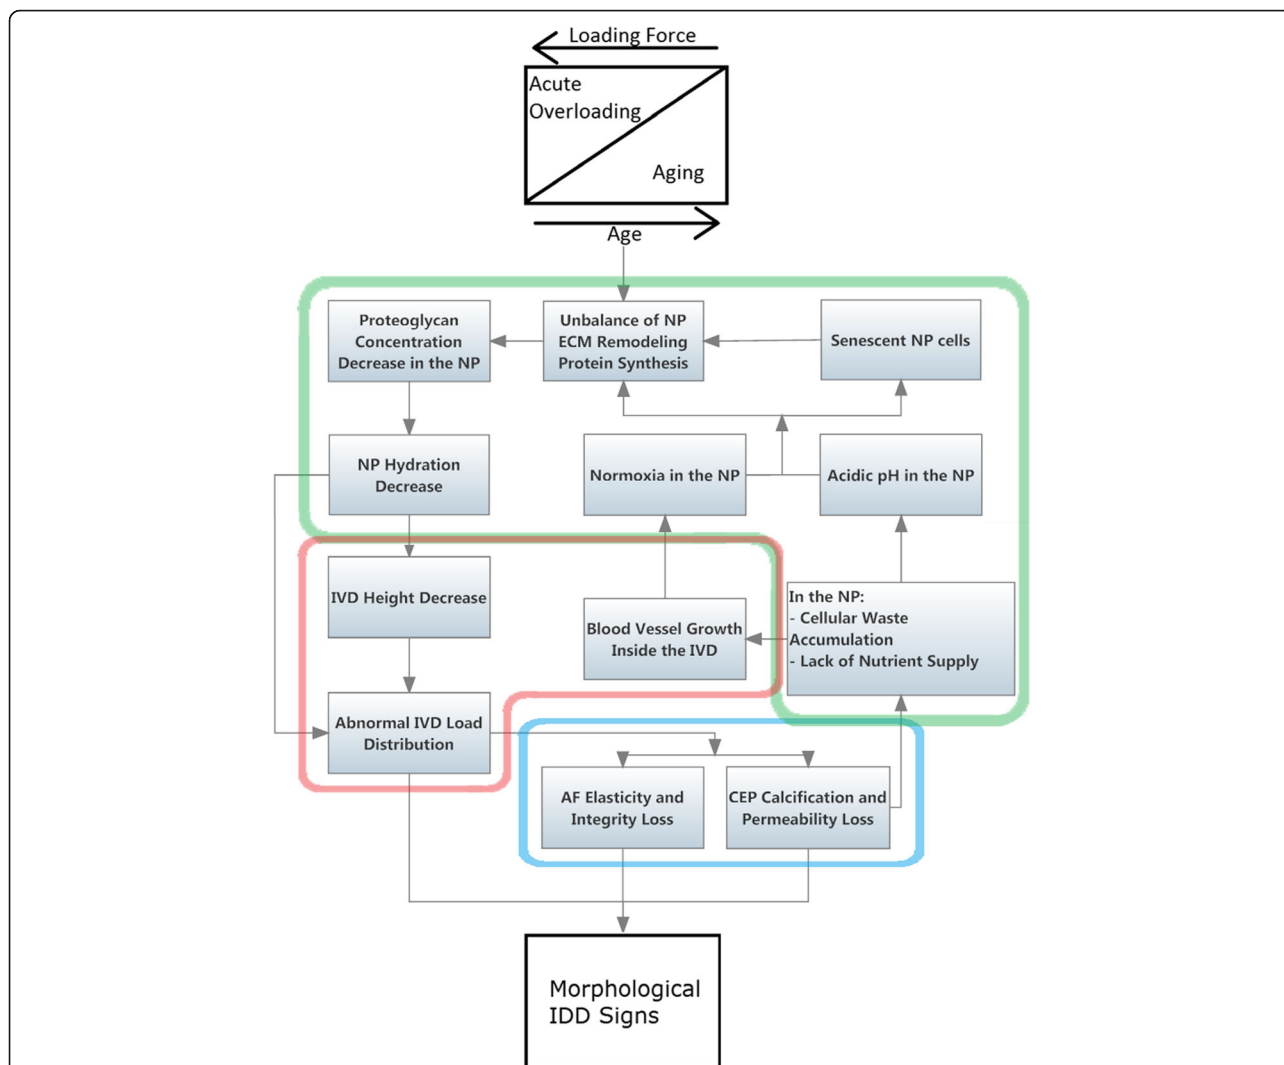 Loading Force
Acute
Overloading
Aging
Age
Proteoglycan
Concentration
Decrease in the NP
Unbalance of NP
ECM Remodeling
Protein Synthesis
Senescent NP cells
NP Hydration
Decrease
Normoxia in the NP
Acidic pH in the NP
IVD Height Decrease
Blood Vessel Growth
Inside the IVD
In the NP:
- Cellular Waste
Accumulation
- Lack of Nutrient Supply
Abnormal IVD Load
Distribution
AF Elasticity and
Integrity Loss
CEP Calcification and
Permeability Loss
Morphological
IDD Signs